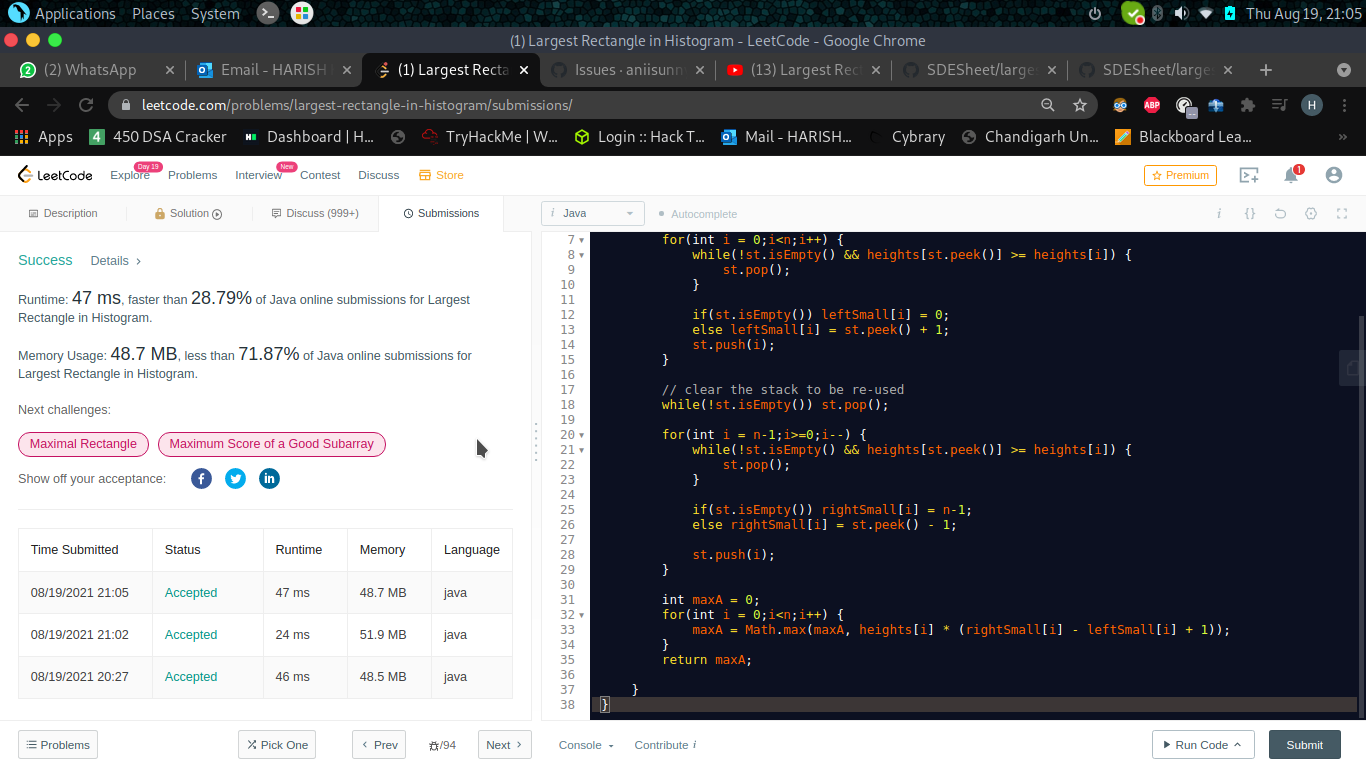 Applications Places System Thu Aug 19, 21:05
(1) Largest Rectangle in Histogram - LeetCode - Google Chrome
(2) WhatsApp Email - HARISH (1) Largest Recta Issues · aniisunn (13) Largest Rect SDESheet/large SDESheet/large
leetcode.com/problems/largest-rectangle-in-histogram/submissions/ ABP H
Apps 4 450 DSA Cracker Dashboard | H... TryHackMe | W... Login :: Hack T... Mail - HARISH... Cybrary Chandigarh Un... Blackboard Lea... »
LeetCode Explore Day 19 Problems Interview New Contest Discuss Store Premium 1
Description Solution Discuss (999+) Submissions
i Java Autocomplete i {}
Success Details
Runtime: 47 ms, faster than 28.79% of Java online submissions for Largest
Rectangle in Histogram.
Memory Usage: 48.7 MB, less than 71.87% of Java online submissions for
Largest Rectangle in Histogram.
Next challenges:
Maximal Rectangle Maximum Score of a Good Subarray
Show off your acceptance: f in
Time Submitted Status Runtime Memory Language
08/19/2021 21:05 Accepted 47 ms 48.7 MB java
08/19/2021 21:02 Accepted 24 ms 51.9 MB java
08/19/2021 20:27 Accepted 46 ms 48.5 MB java
7 for(int i = 0;i<n;i++) {
8 while(!st.isEmpty() && heights[st.peek()] >= heights[i]) {
9 st.pop();
10 }
11
12 if(st.isEmpty()) leftSmall[i] = 0;
13 else leftSmall[i] = st.peek() + 1;
14 st.push(i);
15 }
16
17 // clear the stack to be re-used
18 while(!st.isEmpty()) st.pop();
19
20 for(int i = n-1;i>=0;i--) {
21 while(!st.isEmpty() && heights[st.peek()] >= heights[i]) {
22 st.pop();
23 }
24
25 if(st.isEmpty()) rightSmall[i] = n-1;
26 else rightSmall[i] = st.peek() - 1;
27
28 st.push(i);
29 }
30
31 int maxA = 0;
32 for(int i = 0;i<n;i++) {
33 maxA = Math.max(maxA, heights[i] * (rightSmall[i] - leftSmall[i] + 1));
34 }
35 return maxA;
36
37 }
38 }
Problems Pick One Prev /94 Next Console Contribute i Run Code Submit